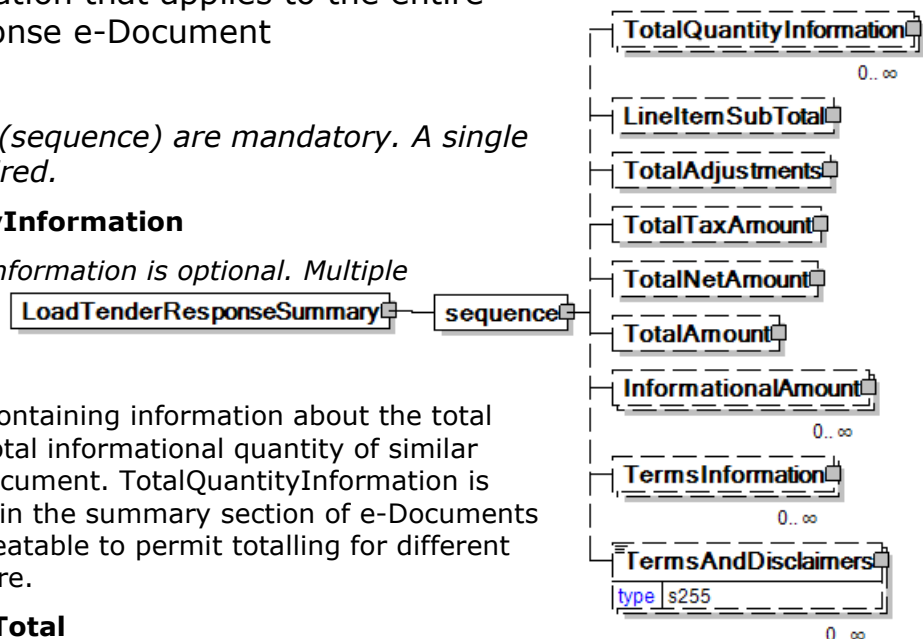 ation that applies to the entire
onse e-Document
(sequence) are mandatory. A single
red.
yInformation
nformation is optional. Multiple
LoadTenderResponseSummary
sequence
ontaining information about the total
otal informational quantity of similar
cument. TotalQuantityInformation is
in the summary section of e-Documents
eatable to permit totalling for different
re.
Total
TotalQuantityInformation
0.. ∞
LineItemSubTotal
TotalAdjustments
TotalTaxAmount
TotalNetAmount
TotalAmount
InformationalAmount
0.. ∞
TermsInformation
0.. ∞
TermsAndDisclaimers
type s255
0.. ∞